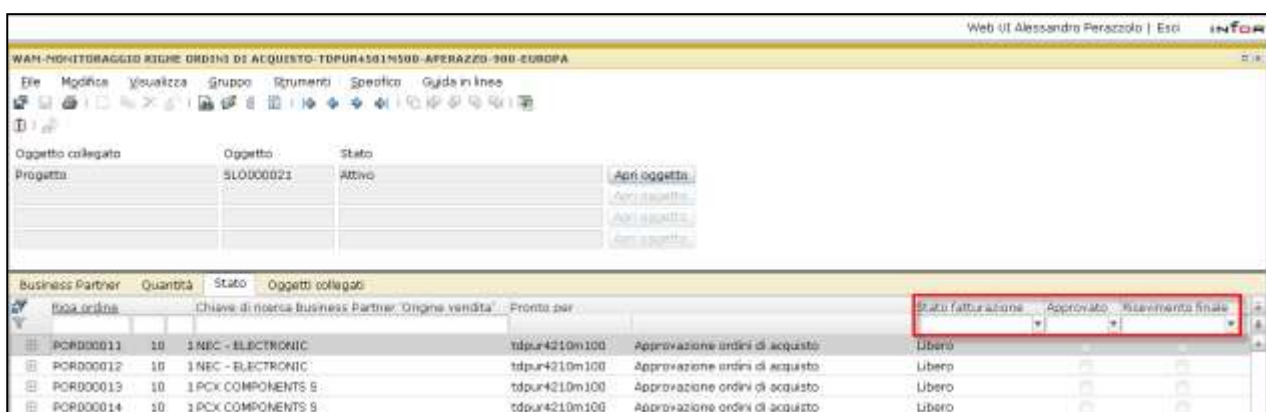 Web UI Alessandro Perazzolo | Esci infor
WAM-MONITORAGGIO RIGHE ORDINI DI ACQUISTO-TDPUR4501M500-APERAZZO-900-EUROPA
File Modifica Visualizza Gruppo Strumenti Specifico Guida in linea
Oggetto collegato Oggetto Stato
Progetto SLO000021 Attivo Apri oggetto
Apri oggetto
Apri oggetto
Apri oggetto
Business Partner Quantità Stato Oggetti collegati
Riga ordine Chiave di ricerca Business Partner 'Origine vendita' Pronto per Stato fatturazione Approvato Ricevimento finale
POR000011 10 1 NEC - ELECTRONIC tdpur4210m100 Approvazione ordini di acquisto Libero
POR000012 10 1 NEC - ELECTRONIC tdpur4210m100 Approvazione ordini di acquisto Libero
POR000013 10 1 PCX COMPONENTS S tdpur4210m100 Approvazione ordini di acquisto Libero
POR000014 10 1 PCX COMPONENTS S tdpur4210m100 Approvazione ordini di acquisto Libero